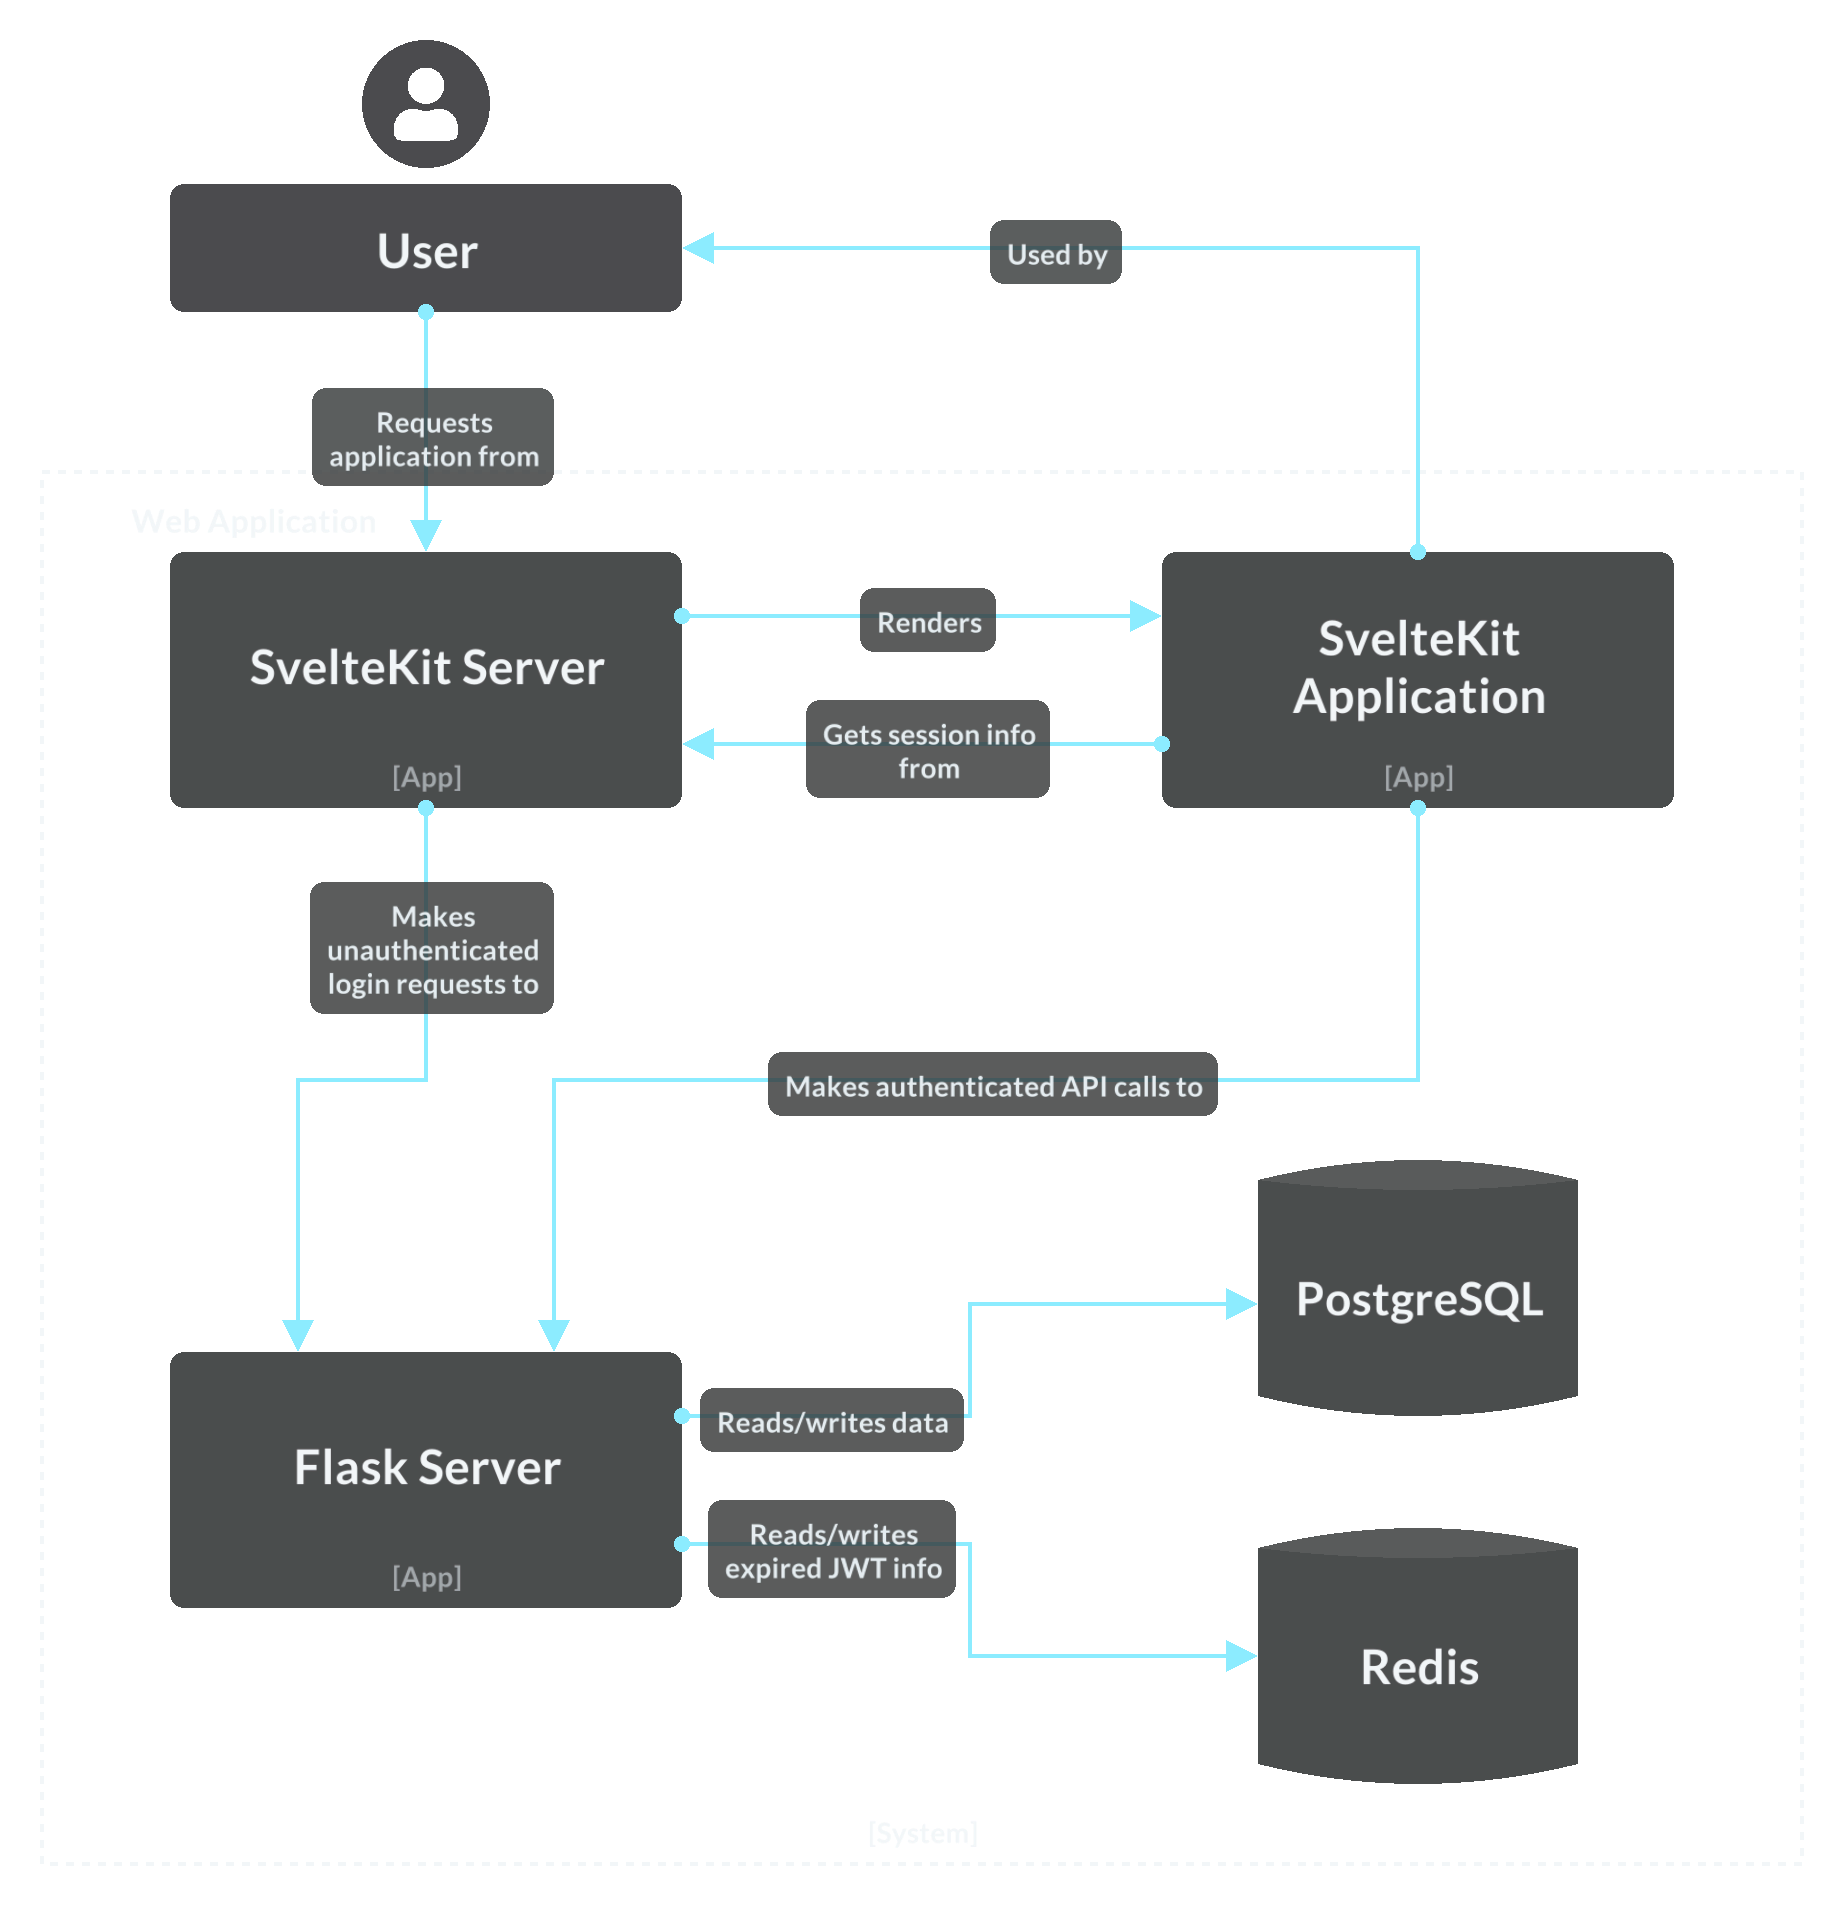 User
Used by
Requests
application from
Web Application
SvelteKit Server
[App]
Renders
Gets session info
from
SvelteKit
Application
[App]
Makes
unauthenticated
login requests to
Makes authenticated API calls to
PostgreSQL
Flask Server
[App]
Reads/writes data
Reads/writes
expired JWT info
Redis
[System]